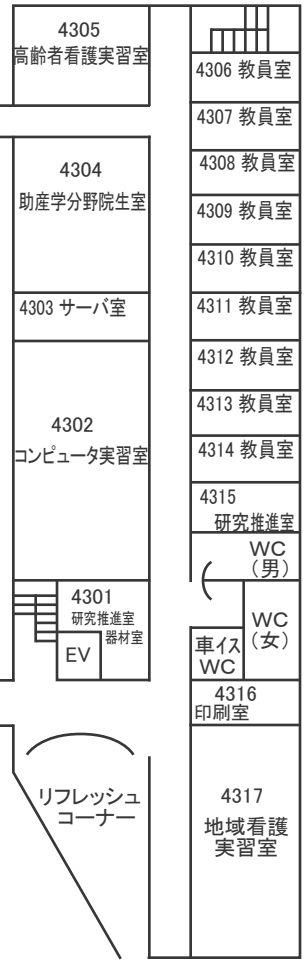 4305
高齢者看護実習室
4304
助産学分野院生室
4303 サーバ室
4302
コンピュータ実習室
4301
研究推進室
器材室
EV
リフレッシュ
コーナー
4306 教員室
4307 教員室
4308 教員室
4309 教員室
4310 教員室
4311 教員室
4312 教員室
4313 教員室
4314 教員室
4315
研究推進室
WC
(男)
WC
(女)
車イス
WC
4316
印刷室
4317
地域看護
実習室